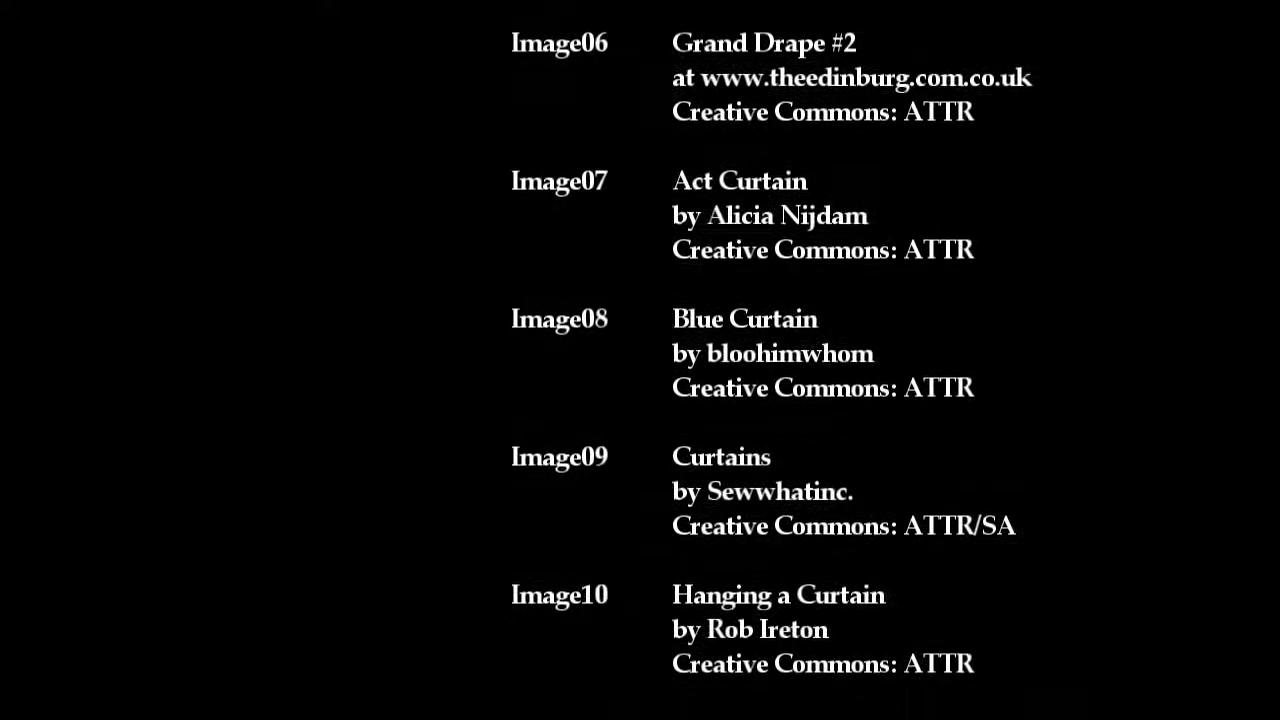 Image06 Grand Drape #2
at www.theedinburg.com.co.uk
Creative Commons: ATTR
Image07 Act Curtain
by Alicia Nijdam
Creative Commons: ATTR
Image08 Blue Curtain
by bloohimwhom
Creative Commons: ATTR
Image09 Curtains
by Sewwhatinc.
Creative Commons: ATTR/SA
Image10 Hanging a Curtain
by Rob Ireton
Creative Commons: ATTR